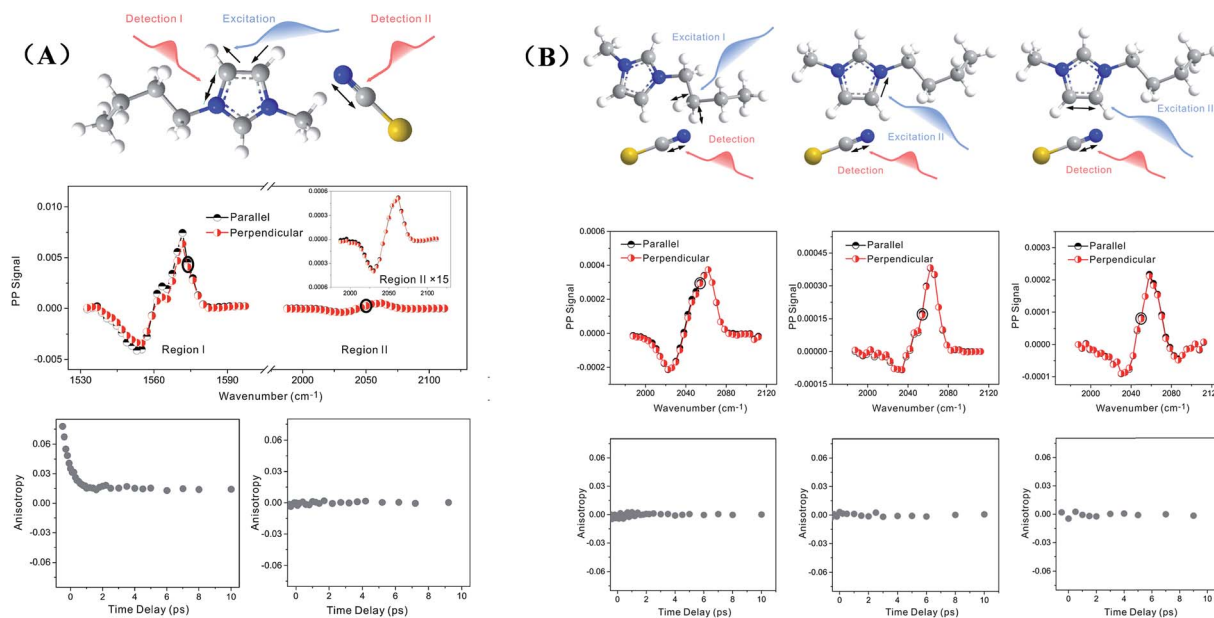 (A)
Detection I
Excitation
Detection II
PP Signal
0.010
0.005
0.000
-0.005
Parallel
Perpendicular
Region I
Region II
0.0006
0.0003
0.0000
0.0003
0.0006
Region II ×15
2000
2050
2100
1530
1560
1590
2000
2050
2100
Wavenumber (cm-1)
Anisotropy
0.06
0.03
0.00
-0.03
-0.06
0
2
4
6
8
10
Time Delay (ps)
Anisotropy
0.06
0.03
0.00
-0.03
-0.06
0
2
4
6
8
10
Time Delay (ps)
(B)
Excitation I
Detection
Excitation II
Detection
Excitation II
Detection
PP Signal
0.0006
0.0004
0.0002
0.0000
-0.0002
Parallel
Perpendicular
2000
2040
2080
2120
Wavenumber (cm-1)
PP Signal
0.00045
0.00030
0.00015
0.00000
-0.00015
Parallel
Perpendicular
2000
2040
2080
2120
Wavenumber (cm-1)
PP Signal
0.0003
0.0002
0.0001
0.0000
-0.0001
Parallel
Perpendicular
2000
2040
2080
212
Wavenumber (cm-1)
Anisotropy
0.06
0.03
0.00
-0.03
-0.06
0
2
4
6
8
10
Time Delay (ps)
Anisotropy
0.06
0.03
0.00
-0.03
-0.06
0
2
4
6
8
10
Time Delay (ps)
Anisotropy
0.06
0.03
0.00
-0.03
-0.06
0
2
4
6
8
10
Time Delay (ps)